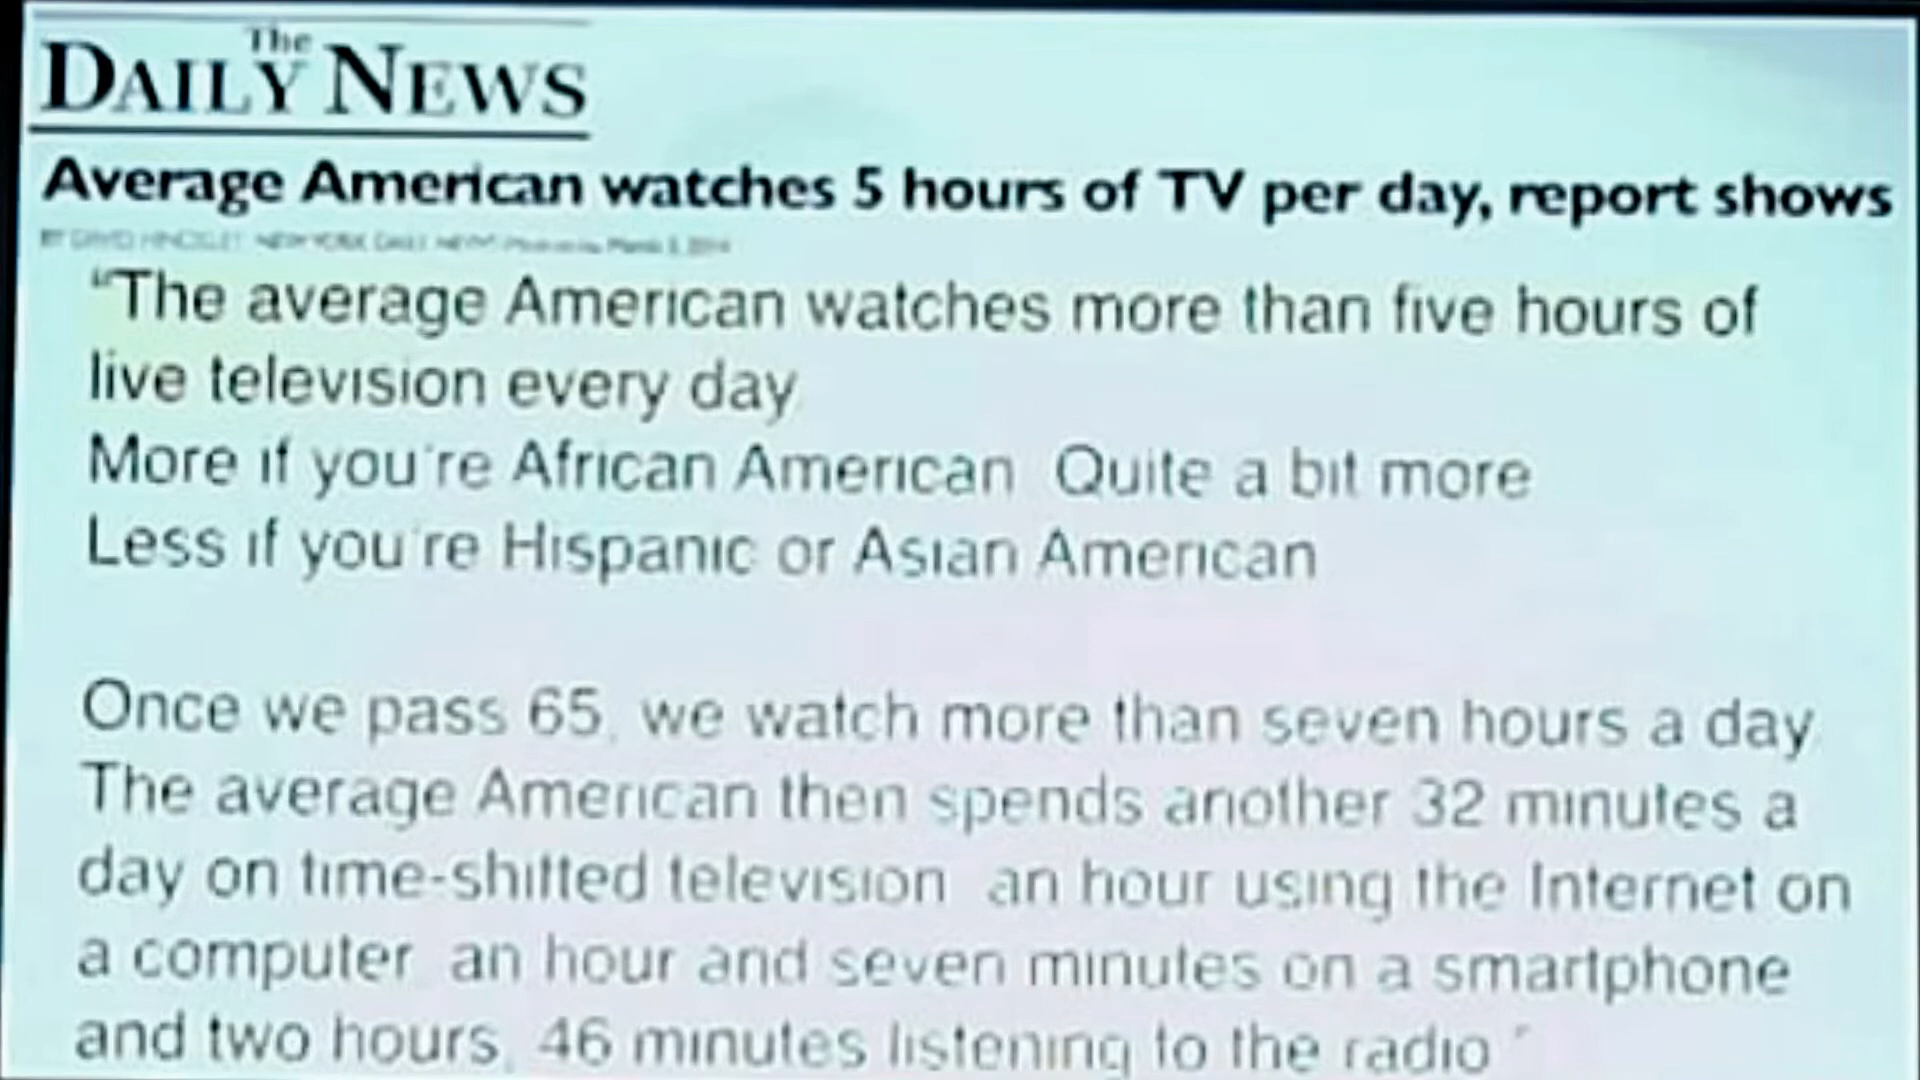 The
DAILY NEWS
Average American watches 5 hours of TV per day, report shows
“The average American watches more than five hours of
live television every day
More if you're African American Quite a bit more
Less if you're Hispanic or Asian American
Once we pass 65, we watch more than seven hours a day
The average American then spends another 32 minutes a
day on time-shifted television an hour using the Internet on
a computer an hour and seven minutes on a smartphone
and two hours, 46 minutes listening to the radio ”